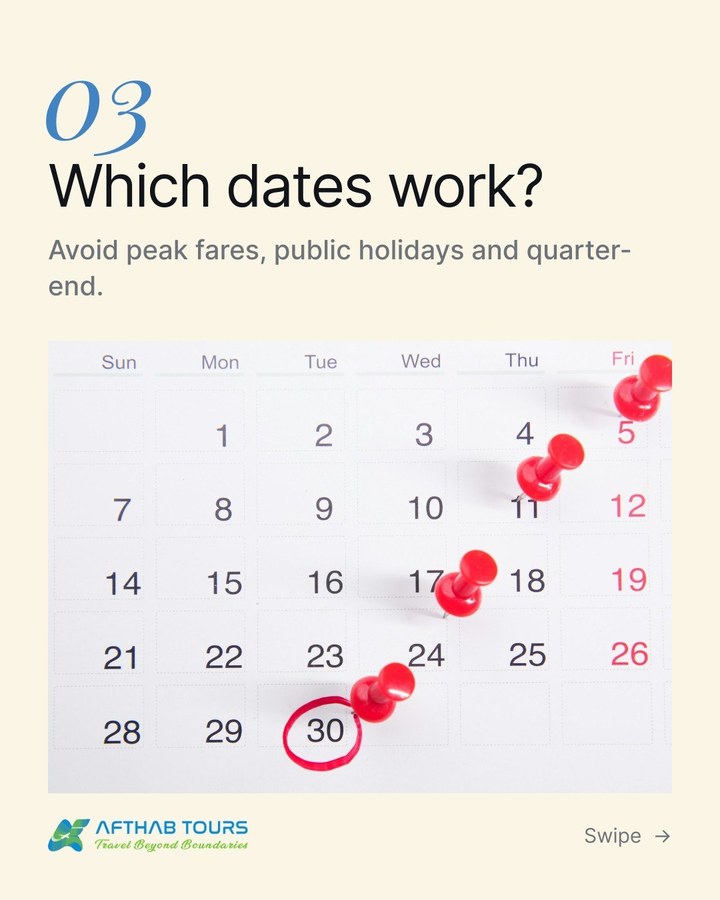 03
Which dates work?
Avoid peak fares, public holidays and quarter-
end.
Sun Mon Tue Wed Thu Fri
1 2 3 4 5
7 8 9 10 11 12
14 15 16 17 18 19
21 22 23 24 25 26
28 29 30
AFTHAB TOURS
Travel Beyond Boundaries
Swipe →